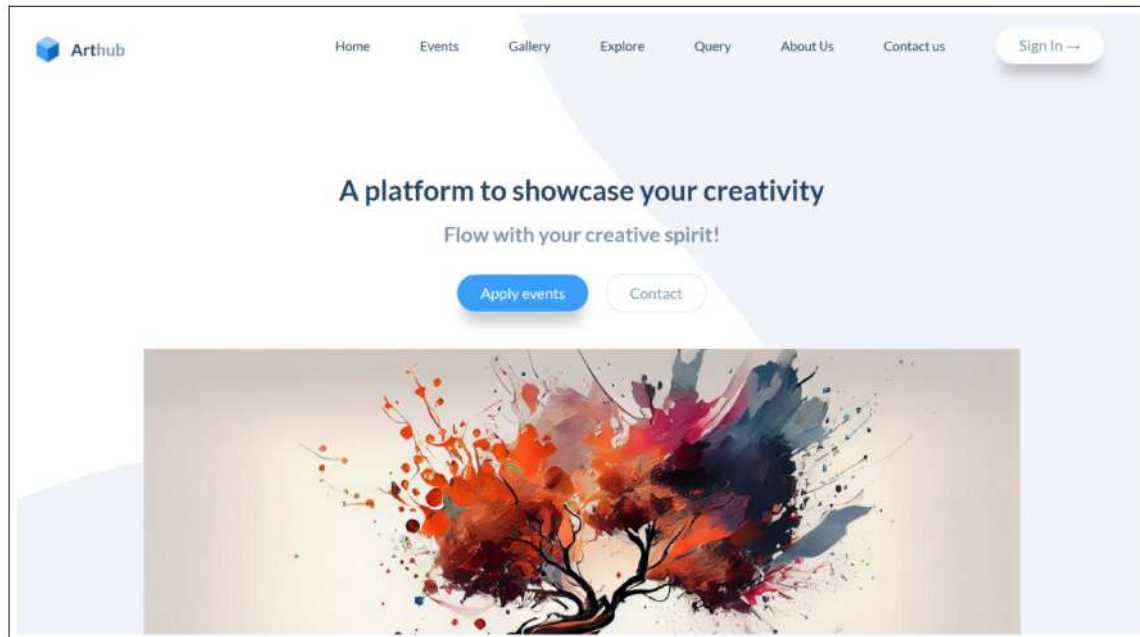 Arthub
Home Events Gallery Explore Query About Us Contact us Sign In →
A platform to showcase your creativity
Flow with your creative spirit!
Apply events Contact